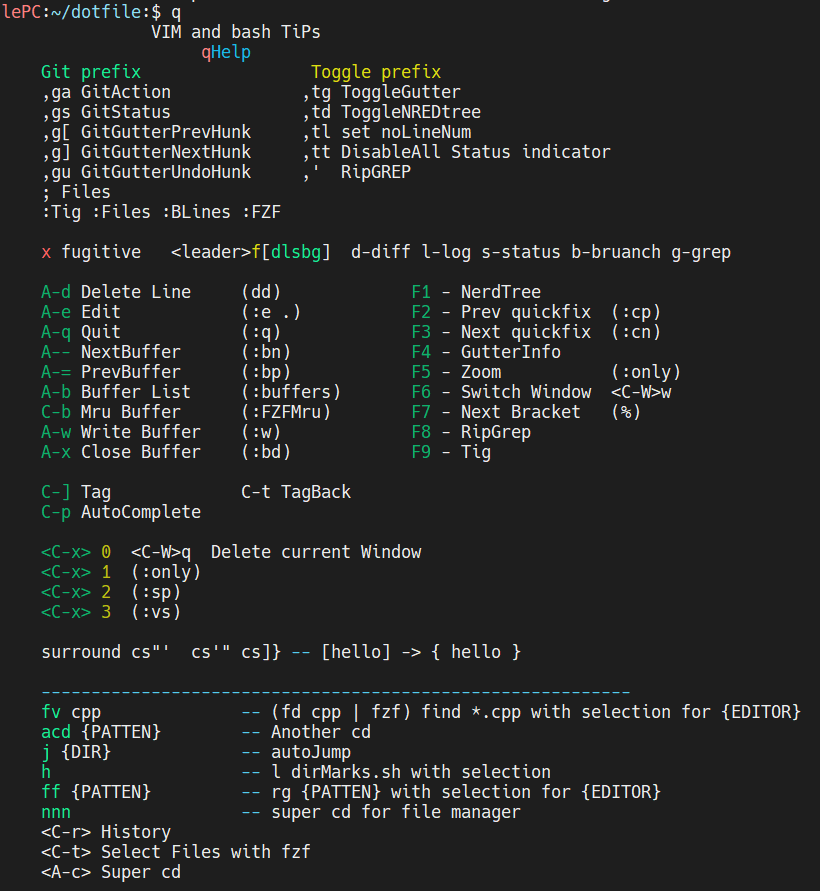 lePC:~/dotfile:$ q
VIM and bash TiPs
qHelp
Git prefix                 Toggle prefix
,ga GitAction             ,tg ToggleGutter
,gs GitStatus             ,td ToggleNREDtree
,g[ GitGutterPrevHunk     ,tl set noLineNum
,g] GitGutterNextHunk     ,tt DisableAll Status indicator
,gu GitGutterUndoHunk     ,'  RipGREP
; Files
:Tig :Files :BLines :FZF
x fugitive   <leader>f[dlsbg]  d-diff l-log s-status b-bruanch g-grep
A-d Delete Line     (dd)             F1 - NerdTree
A-e Edit            (:e .)           F2 - Prev quickfix  (:cp)
A-q Quit            (:q)             F3 - Next quickfix  (:cn)
A-- NextBuffer      (:bn)            F4 - GutterInfo
A-= PrevBuffer      (:bp)            F5 - Zoom           (:only)
A-b Buffer List     (:buffers)       F6 - Switch Window  <C-W>w
C-b Mru Buffer      (:FZFMru)        F7 - Next Bracket   (%)
A-w Write Buffer    (:w)             F8 - RipGrep
A-x Close Buffer    (:bd)            F9 - Tig
C-] Tag             C-t TagBack
C-p AutoComplete
<C-x> 0  <C-W>q  Delete current Window
<C-x> 1  (:only)
<C-x> 2  (:sp)
<C-x> 3  (:vs)
surround cs"'  cs'" cs]} -- [hello] -> { hello }
-----------------------------------------------------------
fv cpp              -- (fd cpp | fzf) find *.cpp with selection for {EDITOR}
acd {PATTEN}        -- Another cd
j {DIR}             -- autoJump
h                   -- l dirMarks.sh with selection
ff {PATTEN}         -- rg {PATTEN} with selection for {EDITOR}
nnn                 -- super cd for file manager
<C-r> History
<C-t> Select Files with fzf
<A-c> Super cd